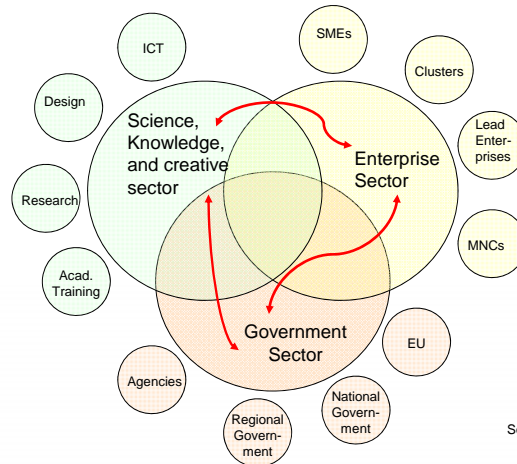 ICT
SMEs
Design
Clusters
Science,
Knowledge,
and creative
sector
Lead
Enter-
prises
Enterprise
Sector
Research
MNCs
Acad.
Training
Government
Sector
EU
Agencies
National
Govern-
ment
Regional
Govern-
ment